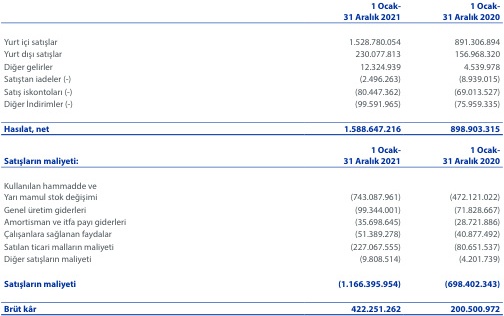 1 Ocak- 1 Ocak-
31 Aralık 2021 31 Aralık 2020
Yurt içi satışlar 1.528.780.054 891.306.894
Yurt dışı satışlar 230.077.813 156.968.320
Diğer gelirler 12.324.939 4.539.978
Satıştan iadeler (-) (2.496.263) (8.939.015)
Satış iskontoları (-) (80.447.362) (69.013.527)
Diğer İndirimler (-) (99.591.965) (75.959.335)
Hasılat, net 1.588.647.216 898.903.315
1 Ocak- 1 Ocak-
Satışların maliyeti: 31 Aralık 2021 31 Aralık 2020
Kullanılan hammadde ve
Yarı mamul stok değişimi (743.087.961) (472.121.022)
Genel üretim giderleri (99.344.001) (71.828.667)
Amortisman ve itfa payı giderleri (35.698.645) (28.721.886)
Çalışanlara sağlanan faydalar (51.389.278) (40.877.492)
Satılan ticari malların maliyeti (227.067.555) (80.651.537)
Diğer satışların maliyeti (9.808.514) (4.201.739)
Satışların maliyeti (1.166.395.954) (698.402.343)
Brüt kâr 422.251.262 200.500.972